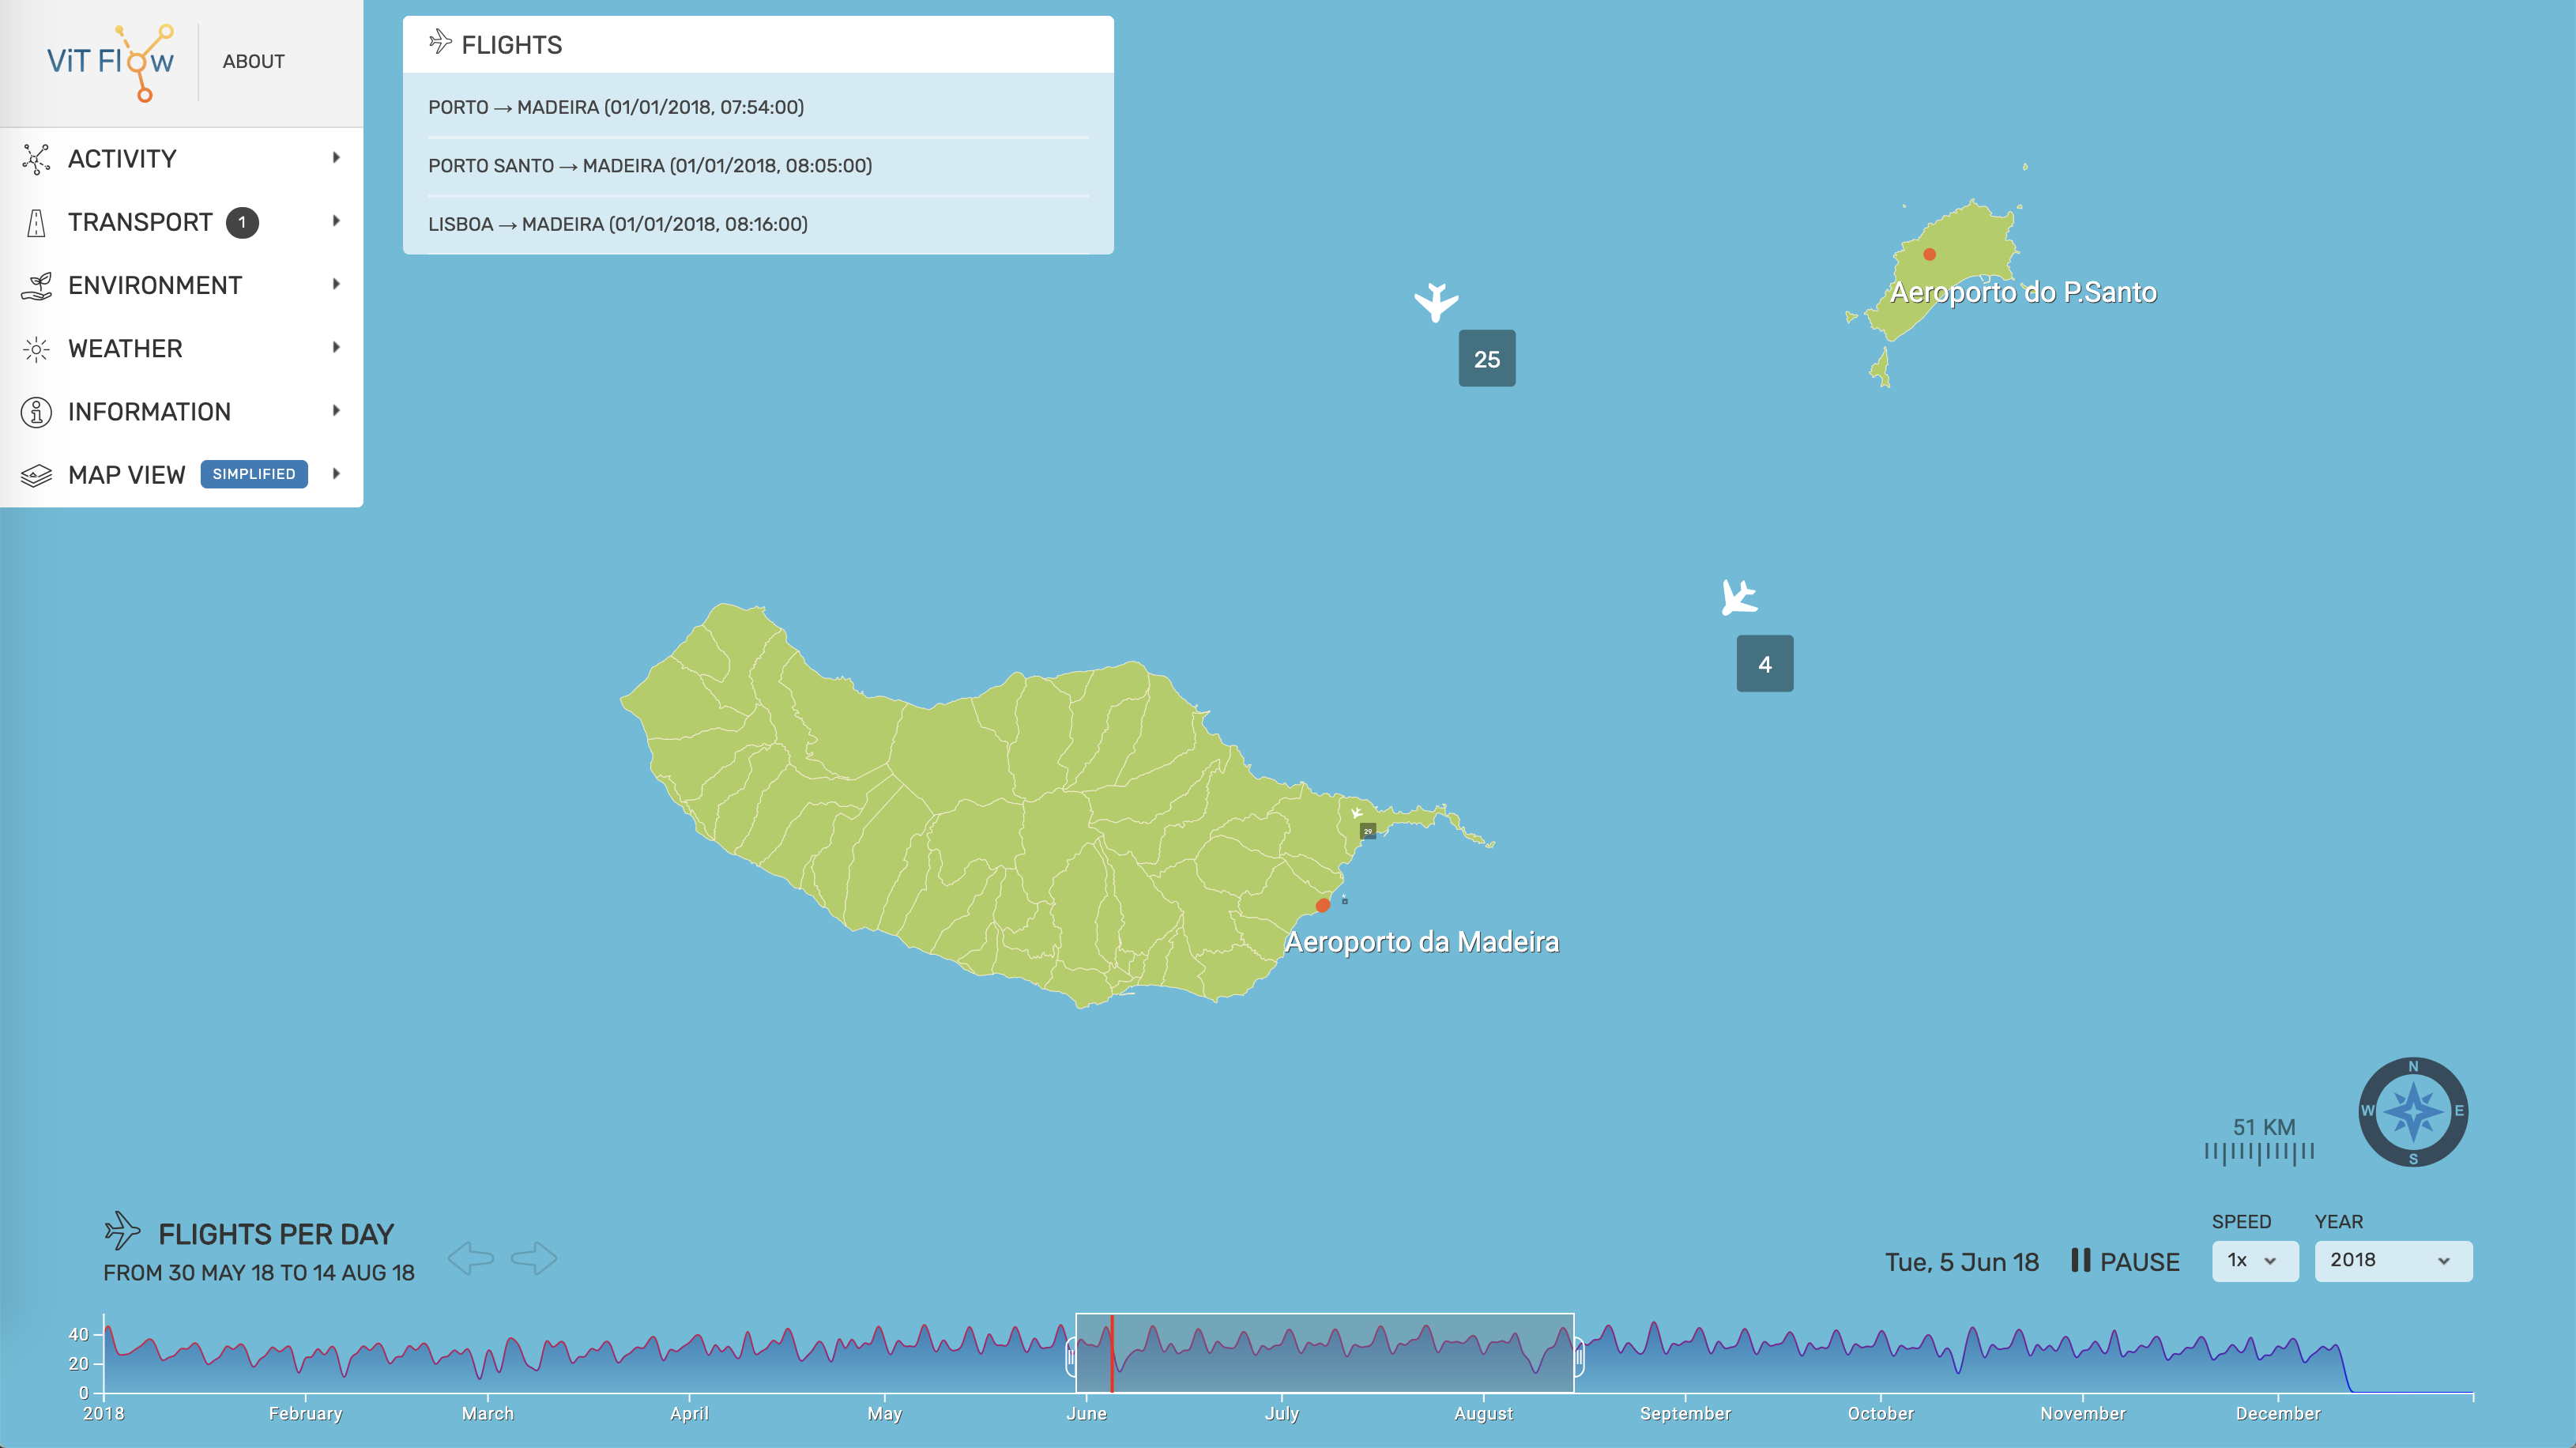 ViT Flow
ABOUT
ACTIVITY
TRANSPORT 1
ENVIRONMENT
WEATHER
INFORMATION
MAP VIEW SIMPLIFIED
FLIGHTS
PORTO → MADEIRA (01/01/2018, 07:54:00)
PORTO SANTO → MADEIRA (01/01/2018, 08:05:00)
LISBOA → MADEIRA (01/01/2018, 08:16:00)
Aeroporto do P.Santo
25
4
29
Aeroporto da Madeira
51 KM
N
W E
S
FLIGHTS PER DAY
FROM 30 MAY 18 TO 14 AUG 18
Tue, 5 Jun 18
PAUSE
SPEED
1x
YEAR
2018
40
20
0
2018 February March April May June July August September October November December